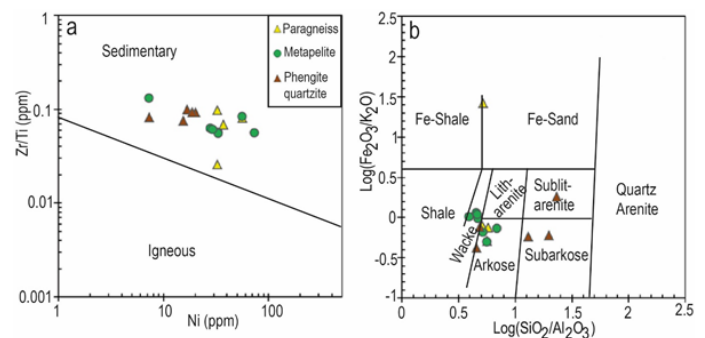 a
Sedimentary
Igneous
Paragneiss
Metapelite
Phengite
quartzite
Zr/Ti (ppm)
1
0.1
0.01
0.001
1
10
100
Ni (ppm)
b
Fe-Shale
Fe-Sand
Shale
Wacke
Lith-
arenite
Sublit-
arenite
Arkose
Subarkose
Quartz
Arenite
Log(Fe₂O₃/K₂O)
2.5
2
1.5
1
0.5
0
-0.5
-1
0
0.5
1.0
1.5
2
2.5
Log(SiO₂/Al₂O₃)